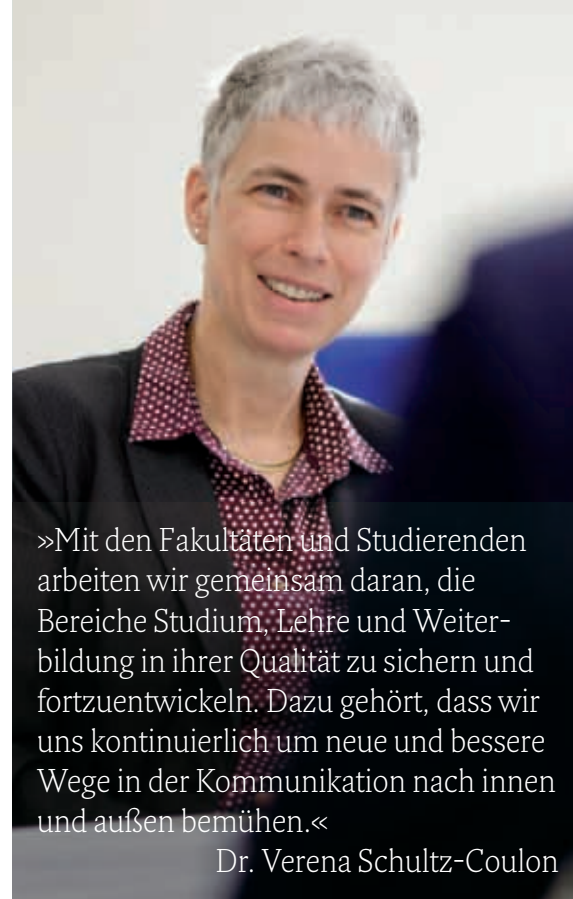 »Mit den Fakultäten und Studierenden
arbeiten wir gemeinsam daran, die
Bereiche Studium, Lehre und Weiter-
bildung in ihrer Qualität zu sichern und
fortzuentwickeln. Dazu gehört, dass wir
uns kontinuierlich um neue und bessere
Wege in der Kommunikation nach innen
und außen bemühen.«
Dr. Verena Schultz-Coulon